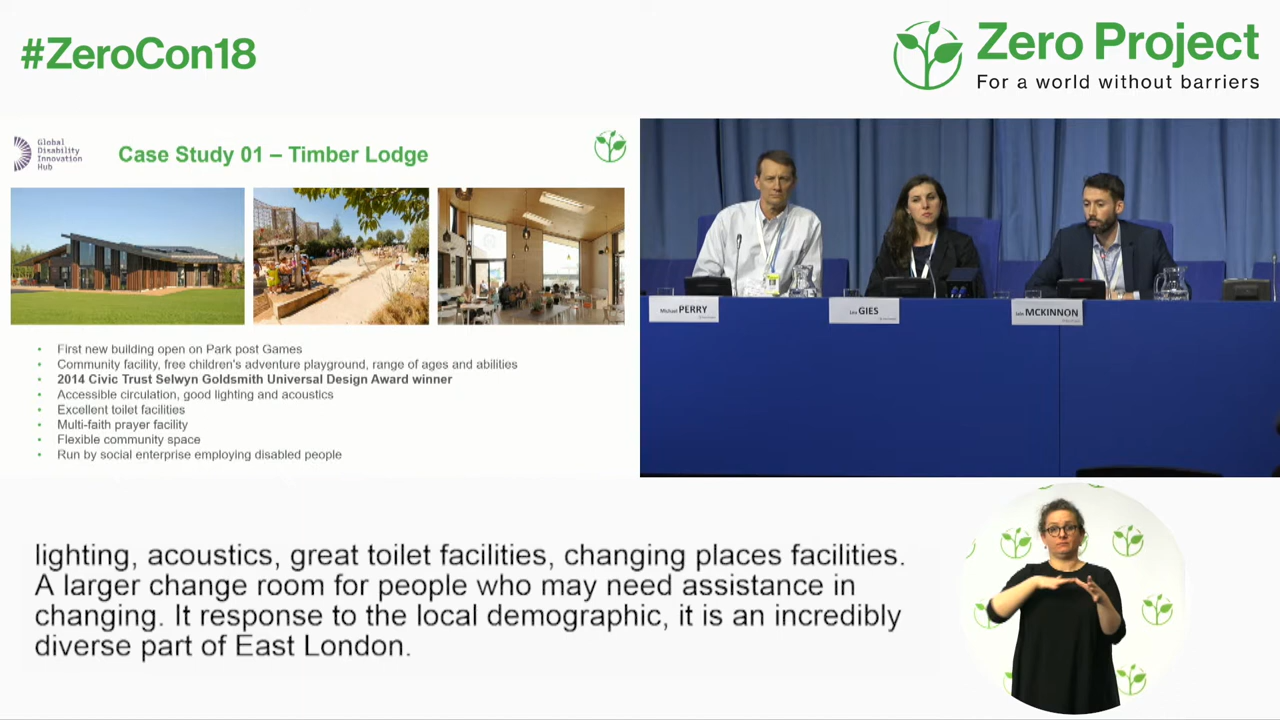 #ZeroCon18
Zero Project
For a world without barriers
Global
Disability
Innovation
Hub
Case Study 01 – Timber Lodge
• First new building open on Park post Games
• Community facility, free children's adventure playground, range of ages and abilities
• 2014 Civic Trust Selwyn Goldsmith Universal Design Award winner
• Accessible circulation, good lighting and acoustics
• Excellent toilet facilities
• Multi-faith prayer facility
• Flexible community space
• Run by social enterprise employing disabled people
Michael PERRY
GIES
MCKINNON
lighting, acoustics, great toilet facilities, changing places facilities.
A larger change room for people who may need assistance in
changing. It response to the local demographic, it is an incredibly
diverse part of East London.